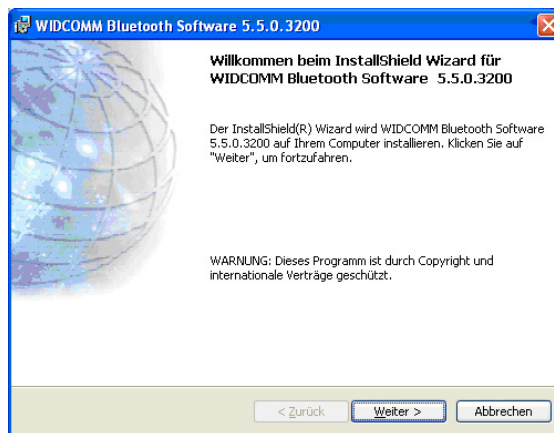 WIDCOMM Bluetooth Software 5.5.0.3200
Willkommen beim InstallShield Wizard für
WIDCOMM Bluetooth Software 5.5.0.3200
Der InstallShield(R) Wizard wird WIDCOMM Bluetooth Software
5.5.0.3200 auf Ihrem Computer installieren. Klicken Sie auf
"Weiter", um fortzufahren.
WARNUNG: Dieses Programm ist durch Copyright und
internationale Verträge geschützt.
< Zurück
Weiter >
Abbrechen